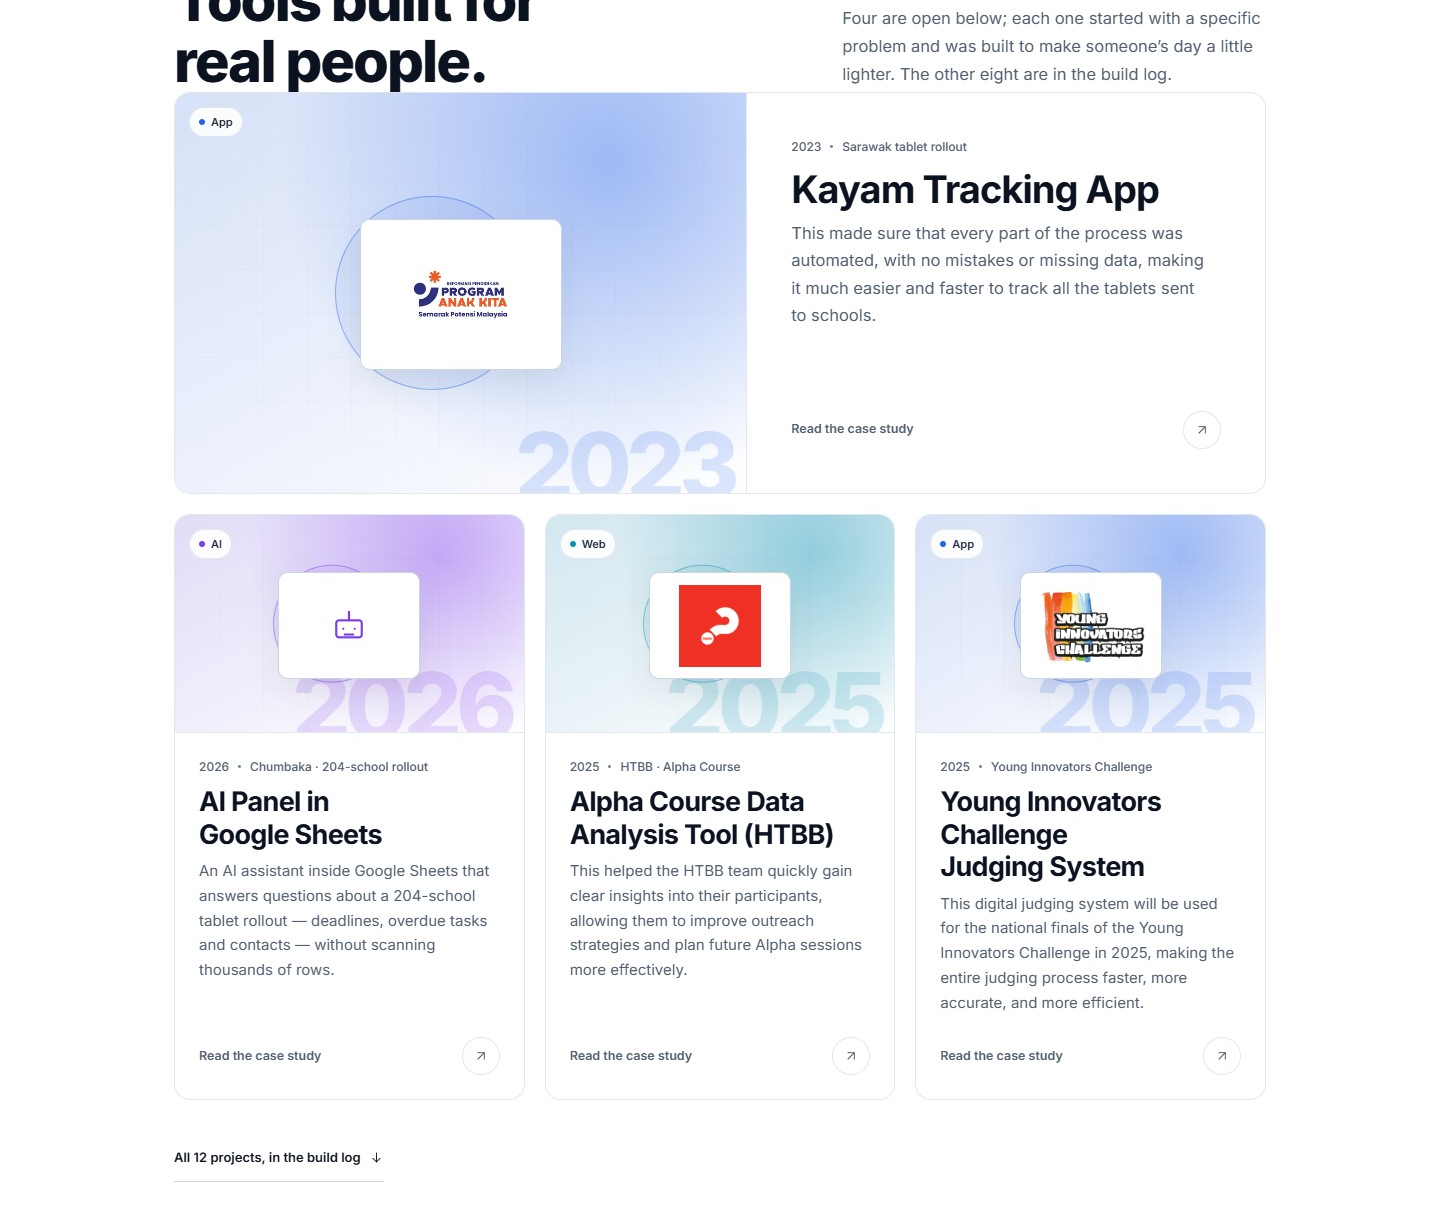 Tools built for
real people.
Four are open below; each one started with a specific
problem and was built to make someone’s day a little
lighter. The other eight are in the build log.
App
REFORMASI PENDIDIKAN
PROGRAM
ANAK KITA
Semarak Potensi Malaysia
2023
2023 • Sarawak tablet rollout
Kayam Tracking App
This made sure that every part of the process was
automated, with no mistakes or missing data, making
it much easier and faster to track all the tablets sent
to schools.
Read the case study
AI
2026
2026 • Chumbaka · 204-school rollout
AI Panel in
Google Sheets
An AI assistant inside Google Sheets that
answers questions about a 204-school
tablet rollout — deadlines, overdue tasks
and contacts — without scanning
thousands of rows.
Read the case study
Web
2025
2025 • HTBB · Alpha Course
Alpha Course Data
Analysis Tool (HTBB)
This helped the HTBB team quickly gain
clear insights into their participants,
allowing them to improve outreach
strategies and plan future Alpha sessions
more effectively.
Read the case study
App
YOUNG
INNOVATORS
CHALLENGE
2025
2025 • Young Innovators Challenge
Young Innovators
Challenge
Judging System
This digital judging system will be used
for the national finals of the Young
Innovators Challenge in 2025, making the
entire judging process faster, more
accurate, and more efficient.
Read the case study
All 12 projects, in the build log ↓